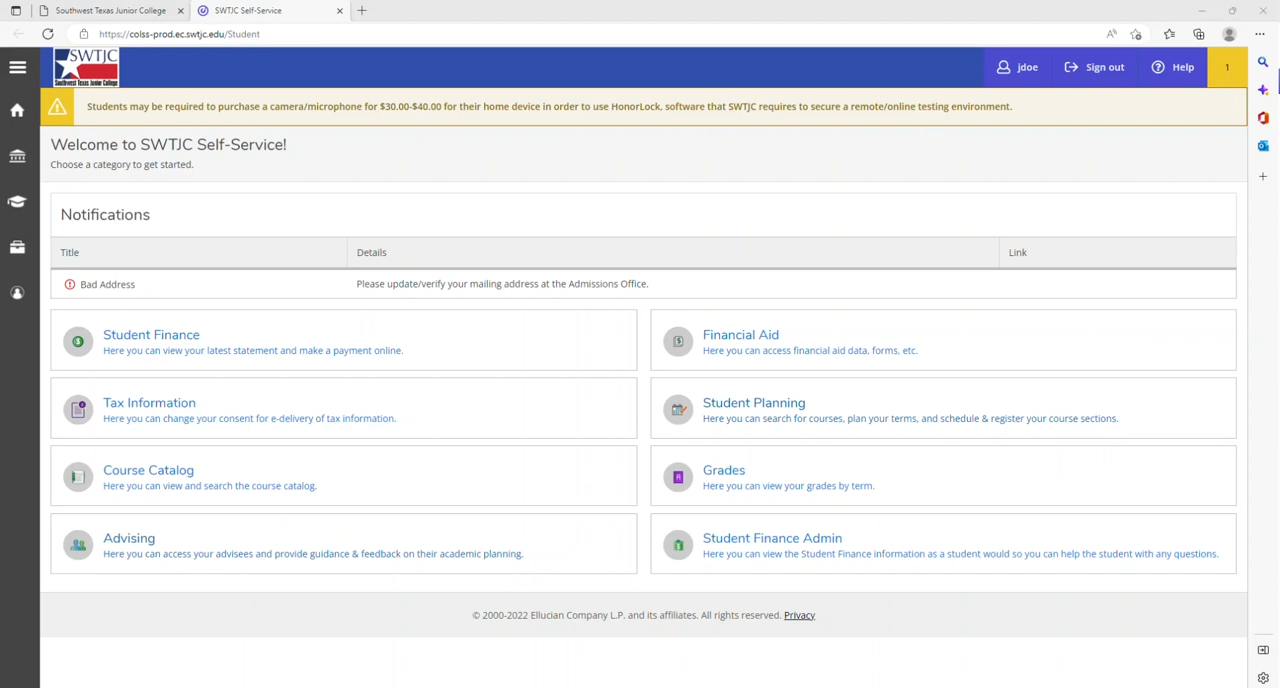 Southwest Texas Junior College
SWTJC Self-Service
https://colss-prod.ec.swtjc.edu/Student
SWTJC
Southwest Texas Junior College
jdoe
Sign out
Help
1
Students may be required to purchase a camera/microphone for $30.00-$40.00 for their home device in order to use HonorLock, software that SWTJC requires to secure a remote/online testing environment.
Welcome to SWTJC Self-Service!
Choose a category to get started.
Notifications
Title Details Link
Bad Address Please update/verify your mailing address at the Admissions Office.
Student Finance
Here you can view your latest statement and make a payment online.
Financial Aid
Here you can access financial aid data, forms, etc.
Tax Information
Here you can change your consent for e-delivery of tax information.
Student Planning
Here you can search for courses, plan your terms, and schedule & register your course sections.
Course Catalog
Here you can view and search the course catalog.
Grades
Here you can view your grades by term.
Advising
Here you can access your advisees and provide guidance & feedback on their academic planning.
Student Finance Admin
Here you can view the Student Finance information as a student would so you can help the student with any questions.
© 2000-2022 Ellucian Company L.P. and its affiliates. All rights reserved. Privacy